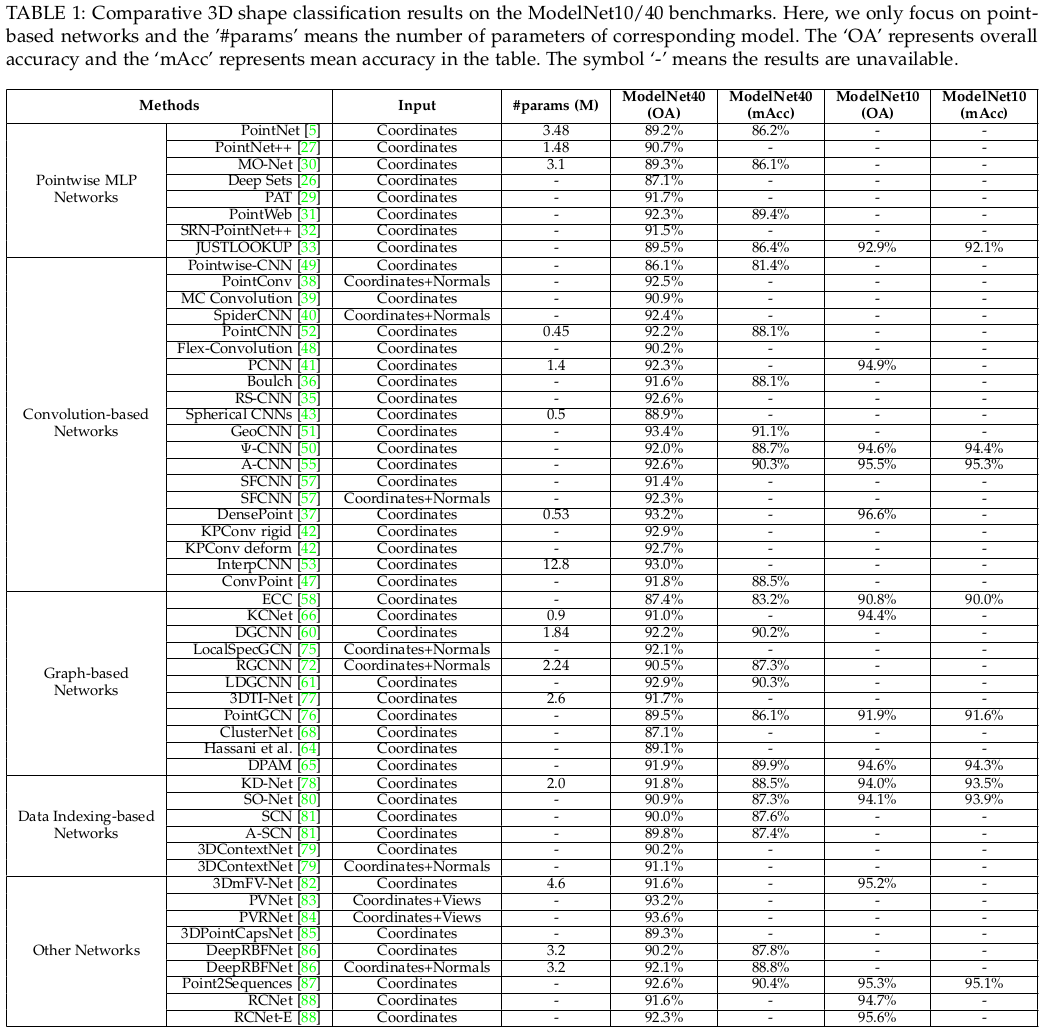 TABLE 1: Comparative 3D shape classification results on the ModelNet10/40 benchmarks. Here, we only focus on point-
based networks and the ’#params’ means the number of parameters of corresponding model. The ‘OA’ represents overall
accuracy and the ‘mAcc’ represents mean accuracy in the table. The symbol ‘-’ means the results are unavailable.
Methods Input #params (M) ModelNet40 (OA) ModelNet40 (mAcc) ModelNet10 (OA) ModelNet10 (mAcc)
Pointwise MLP Networks
PointNet [5] Coordinates 3.48 89.2% 86.2% - -
PointNet++ [27] Coordinates 1.48 90.7% - - -
MO-Net [30] Coordinates 3.1 89.3% 86.1% - -
Deep Sets [26] Coordinates - 87.1% - - -
PAT [29] Coordinates - 91.7% - - -
PointWeb [31] Coordinates - 92.3% 89.4% - -
SRN-PointNet++ [32] Coordinates - 91.5% - - -
JUSTLOOKUP [33] Coordinates - 89.5% 86.4% 92.9% 92.1%
Convolution-based Networks
Pointwise-CNN [49] Coordinates - 86.1% 81.4% - -
PointConv [38] Coordinates+Normals - 92.5% - - -
MC Convolution [39] Coordinates - 90.9% - - -
SpiderCNN [40] Coordinates+Normals - 92.4% - - -
PointCNN [52] Coordinates 0.45 92.2% 88.1% - -
Flex-Convolution [48] Coordinates - 90.2% - - -
PCNN [41] Coordinates 1.4 92.3% - 94.9% -
Boulch [36] Coordinates - 91.6% 88.1% - -
RS-CNN [35] Coordinates - 92.6% - - -
Spherical CNNs [43] Coordinates 0.5 88.9% - - -
GeoCNN [51] Coordinates - 93.4% 91.1% - -
Ψ-CNN [50] Coordinates - 92.0% 88.7% 94.6% 94.4%
A-CNN [55] Coordinates - 92.6% 90.3% 95.5% 95.3%
SFCNN [57] Coordinates - 91.4% - - -
SFCNN [57] Coordinates+Normals - 92.3% - - -
DensePoint [37] Coordinates 0.53 93.2% - 96.6% -
KPConv rigid [42] Coordinates - 92.9% - - -
KPConv deform [42] Coordinates - 92.7% - - -
InterpCNN [53] Coordinates 12.8 93.0% - - -
ConvPoint [47] Coordinates - 91.8% 88.5% - -
Graph-based Networks
ECC [58] Coordinates - 87.4% 83.2% 90.8% 90.0%
KCNet [66] Coordinates 0.9 91.0% - 94.4% -
DGCNN [60] Coordinates 1.84 92.2% 90.2% - -
LocalSpecGCN [75] Coordinates+Normals - 92.1% - - -
RGCNN [72] Coordinates+Normals 2.24 90.5% 87.3% - -
LDGCNN [61] Coordinates - 92.9% 90.3% - -
3DTI-Net [77] Coordinates 2.6 91.7% - - -
PointGCN [76] Coordinates - 89.5% 86.1% 91.9% 91.6%
ClusterNet [68] Coordinates - 87.1% - - -
Hassani et al. [64] Coordinates - 89.1% - - -
DPAM [65] Coordinates - 91.9% 89.9% 94.6% 94.3%
Data Indexing-based Networks
KD-Net [78] Coordinates 2.0 91.8% 88.5% 94.0% 93.5%
SO-Net [80] Coordinates - 90.9% 87.3% 94.1% 93.9%
SCN [81] Coordinates - 90.0% 87.6% - -
A-SCN [81] Coordinates - 89.8% 87.4% - -
3DContextNet [79] Coordinates - 90.2% - - -
3DContextNet [79] Coordinates+Normals - 91.1% - - -
Other Networks
3DmFV-Net [82] Coordinates 4.6 91.6% - 95.2% -
PVNet [83] Coordinates+Views - 93.2% - - -
PVRNet [84] Coordinates+Views - 93.6% - - -
3DPointCapsNet [85] Coordinates - 89.3% - - -
DeepRBFNet [86] Coordinates 3.2 90.2% 87.8% - -
DeepRBFNet [86] Coordinates+Normals 3.2 92.1% 88.8% - -
Point2Sequences [87] Coordinates - 92.6% 90.4% 95.3% 95.1%
RCNet [88] Coordinates - 91.6% - 94.7% -
RCNet-E [88] Coordinates - 92.3% - 95.6% -